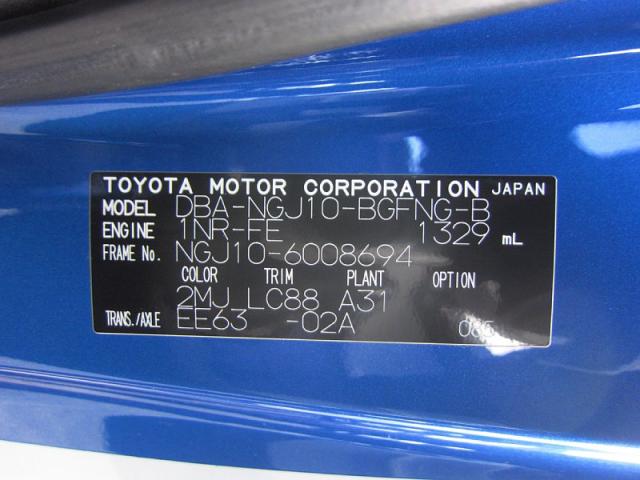 TOYOTA MOTOR CORPORATION JAPAN
MODEL DBA-NGJ10-BGFNG-B
ENGINE 1NR-FE 1329 mL
FRAME No. NGJ10-6008694
COLOR TRIM PLANT
2MJ LC88 A31
TRANS./AXLE EE63 -02A